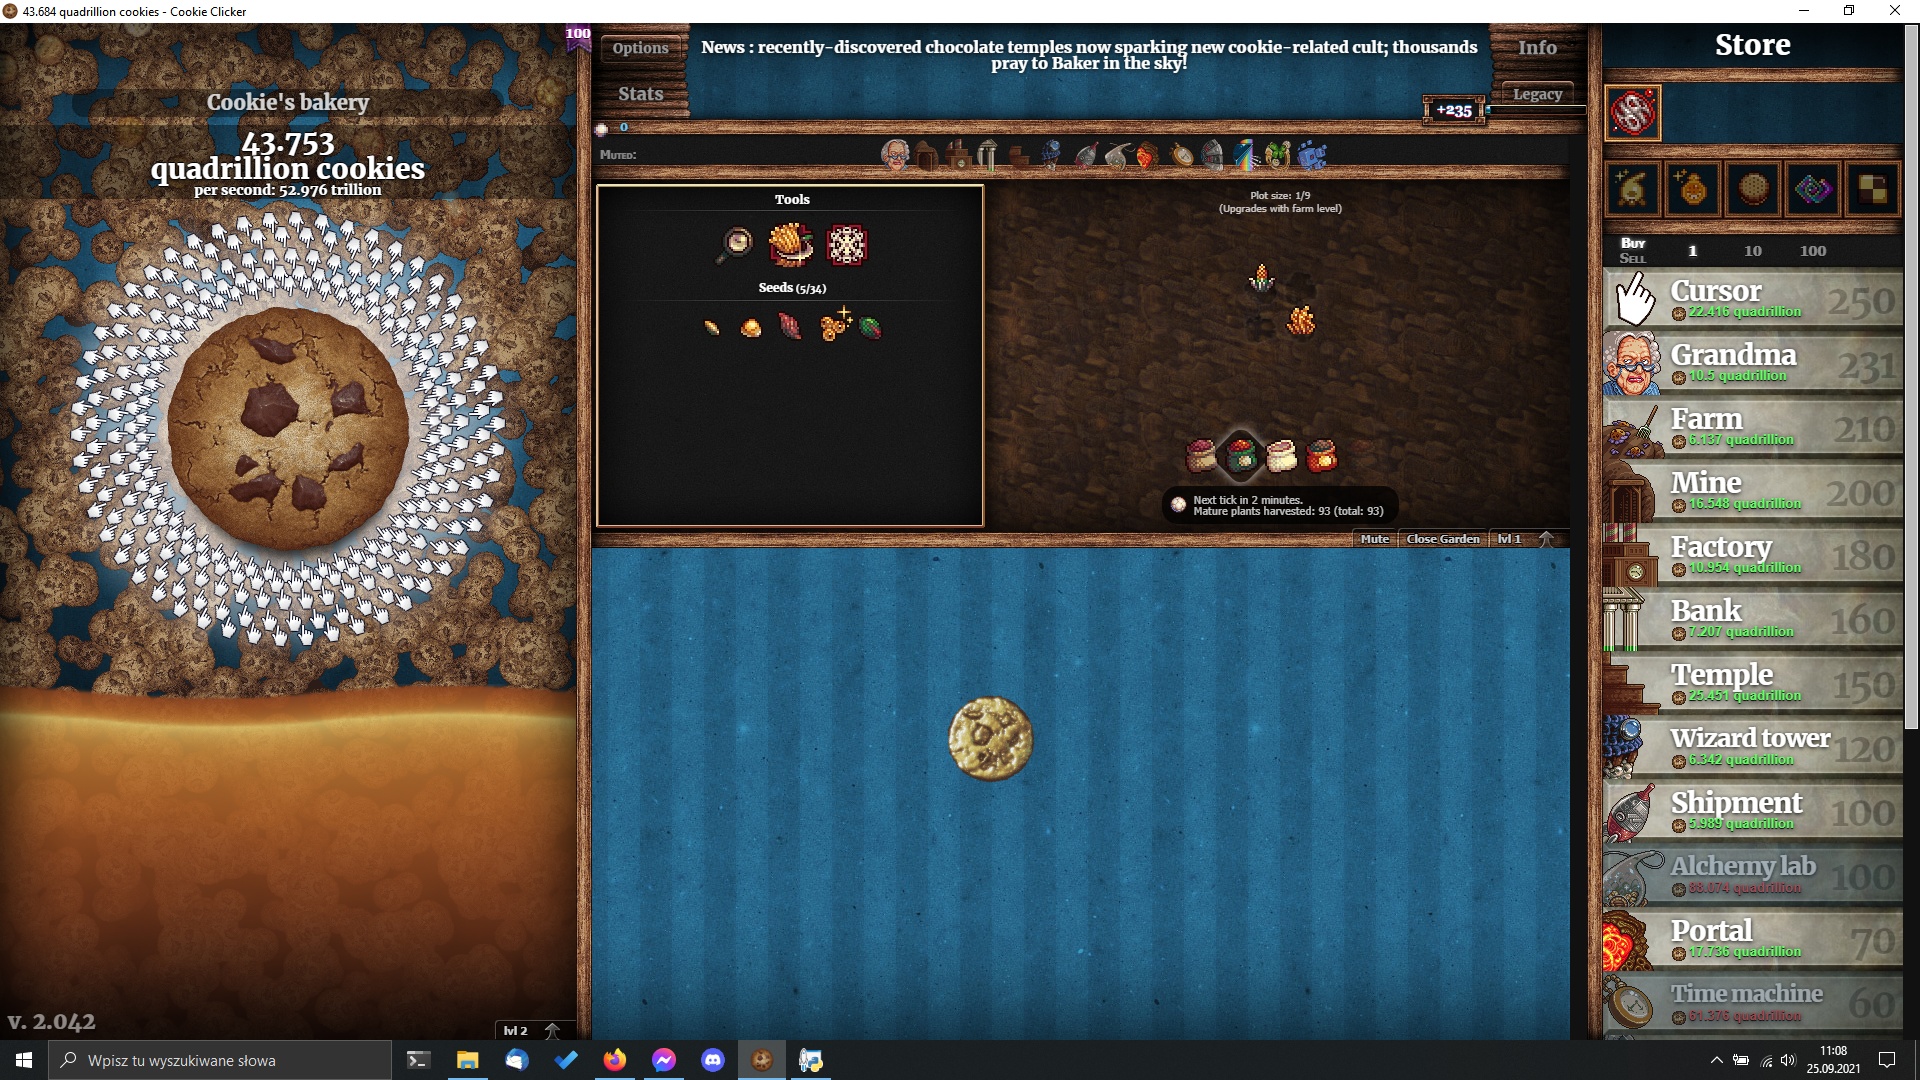 43.684 quadrillion cookies - Cookie Clicker
100
Options
News : recently-discovered chocolate temples now sparking new cookie-related cult; thousands
pray to Baker in the sky!
Info
Stats
Legacy
+235
0
Muted:
Cookie's bakery
43.753
quadrillion cookies
per second: 52.976 trillion
Tools
Seeds (5/34)
Plot size: 1/9
(Upgrades with farm level)
Next tick in 2 minutes.
Mature plants harvested: 93 (total: 93)
Mute
Close Garden
lvl 1
Store
Buy
Sell
1
10
100
Cursor
22.416 quadrillion
250
Grandma
10.5 quadrillion
231
Farm
6.137 quadrillion
210
Mine
16.548 quadrillion
200
Factory
10.954 quadrillion
180
Bank
7.207 quadrillion
160
Temple
25.451 quadrillion
150
Wizard tower
6.342 quadrillion
120
Shipment
5.989 quadrillion
100
Alchemy lab
88.074 quadrillion
100
Portal
17.736 quadrillion
70
Time machine
61.376 quadrillion
60
v. 2.042
lvl 2
Wpisz tu wyszukiwane słowa
11:08
25.09.2021